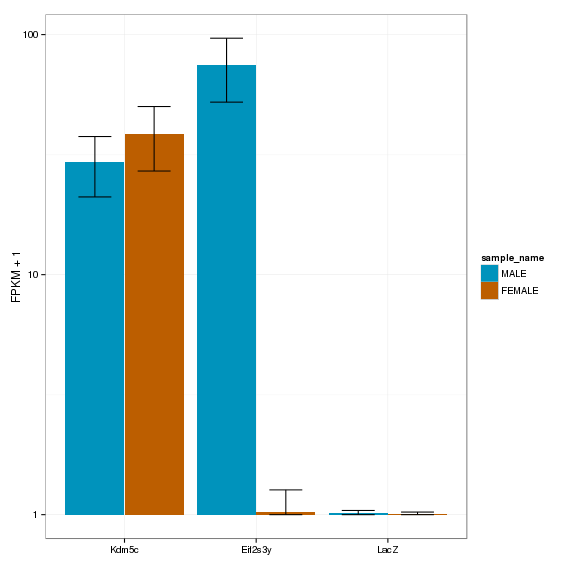 100
10
1
FPKM + 1
Kdm5c
Eif2s3y
LacZ
sample_name
MALE
FEMALE